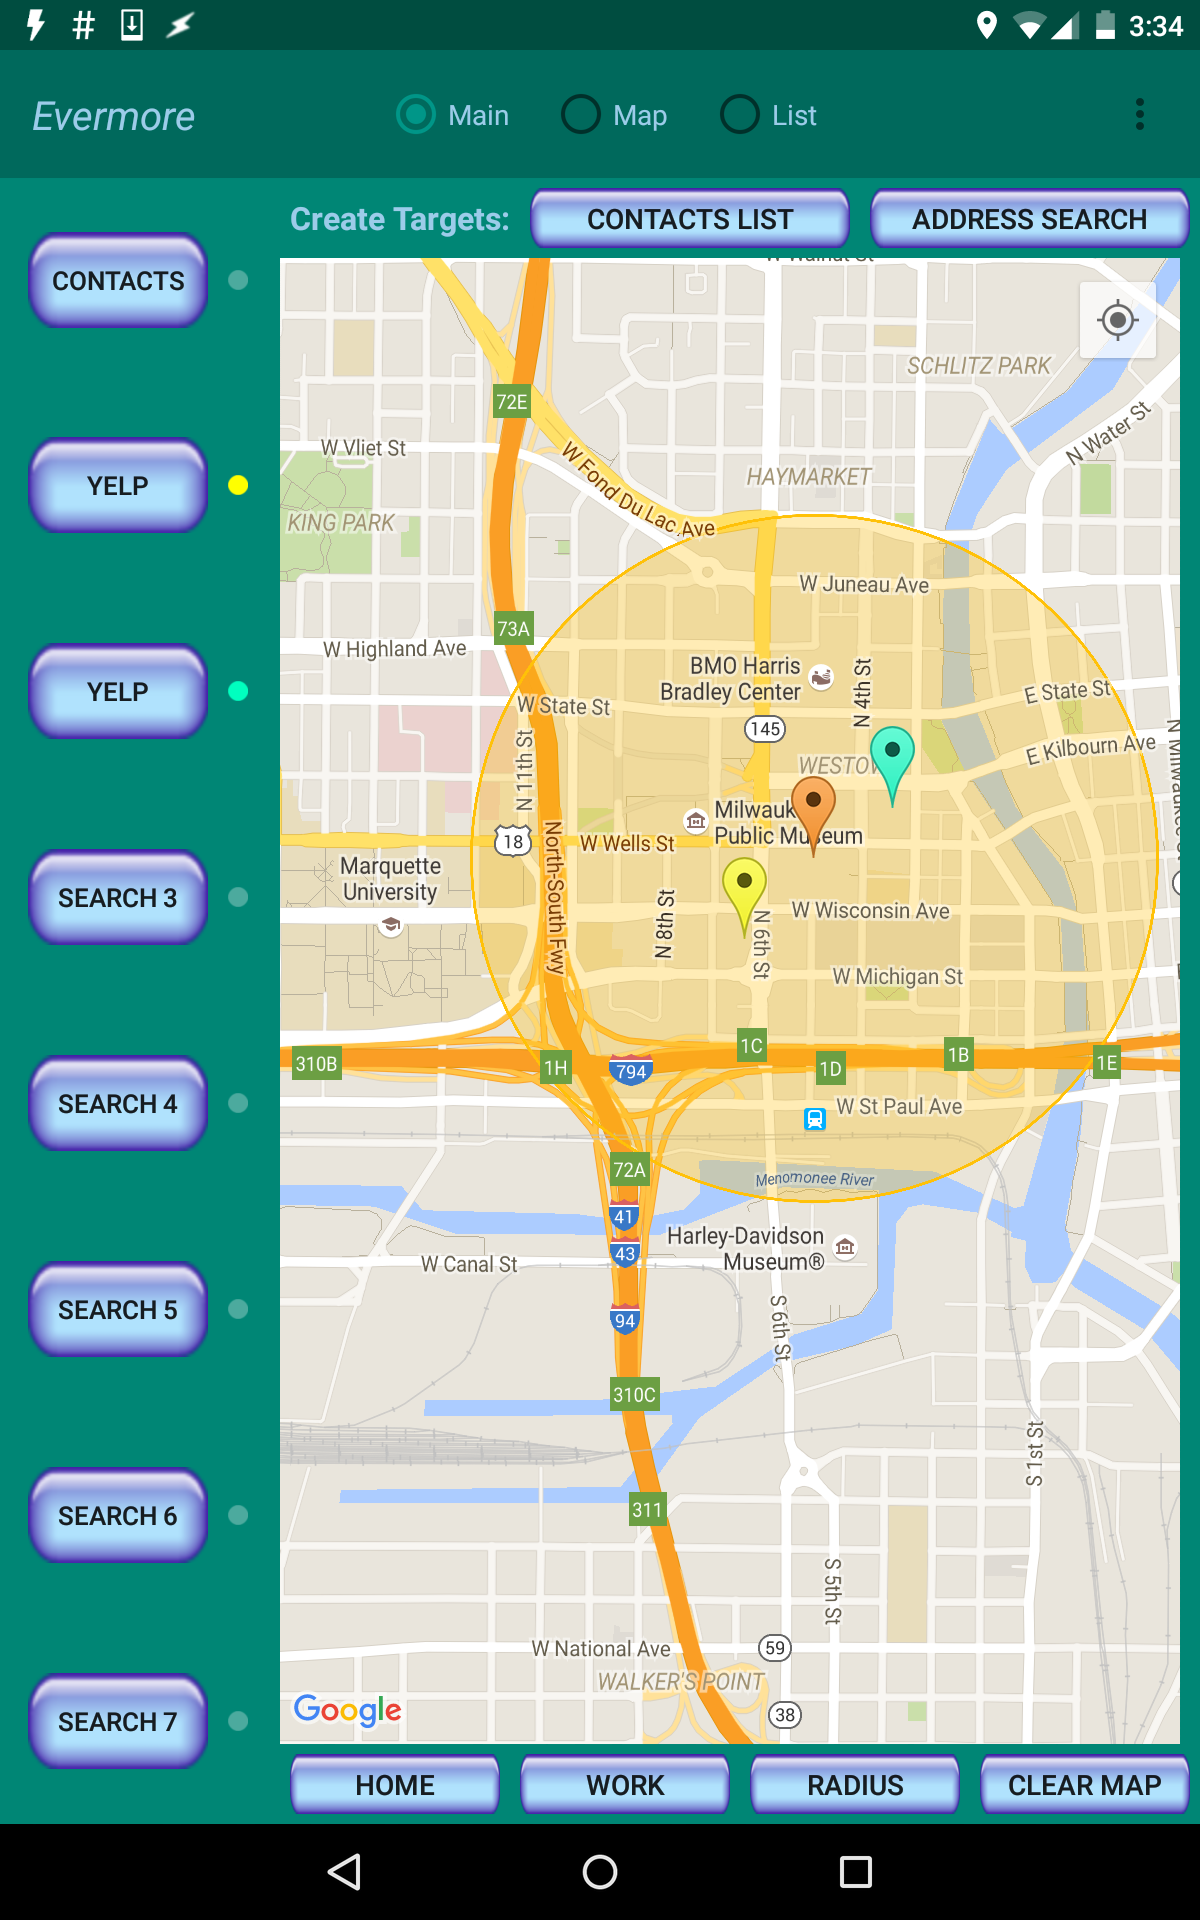 3:34
Evermore
Main
Map
List
Create Targets:
CONTACTS LIST
ADDRESS SEARCH
CONTACTS
YELP
YELP
SEARCH 3
SEARCH 4
SEARCH 5
SEARCH 6
SEARCH 7
W Walnut St
SCHLITZ PARK
72E
N Water St
W Vliet St
W Fond Du Lac Ave
HAYMARKET
KING PARK
W Juneau Ave
73A
W Highland Ave
BMO Harris
Bradley Center
N 4th St
E State St
W State St
145
E Kilbourn Ave
N 11th St
WESTOW
Milwauk
Public Museum
18
W Wells St
North-South Fwy
Marquette
University
N 8th St
N 6th St
W Wisconsin Ave
W Michigan St
310B
1H
794
1C
1D
1B
1E
W St Paul Ave
72A
Menomonee River
41
43
Harley-Davidson
Museum®
W Canal St
94
S 6th St
310C
S 1st St
311
S 5th St
W National Ave
59
WALKER'S POINT
38
Google
HOME
WORK
RADIUS
CLEAR MAP